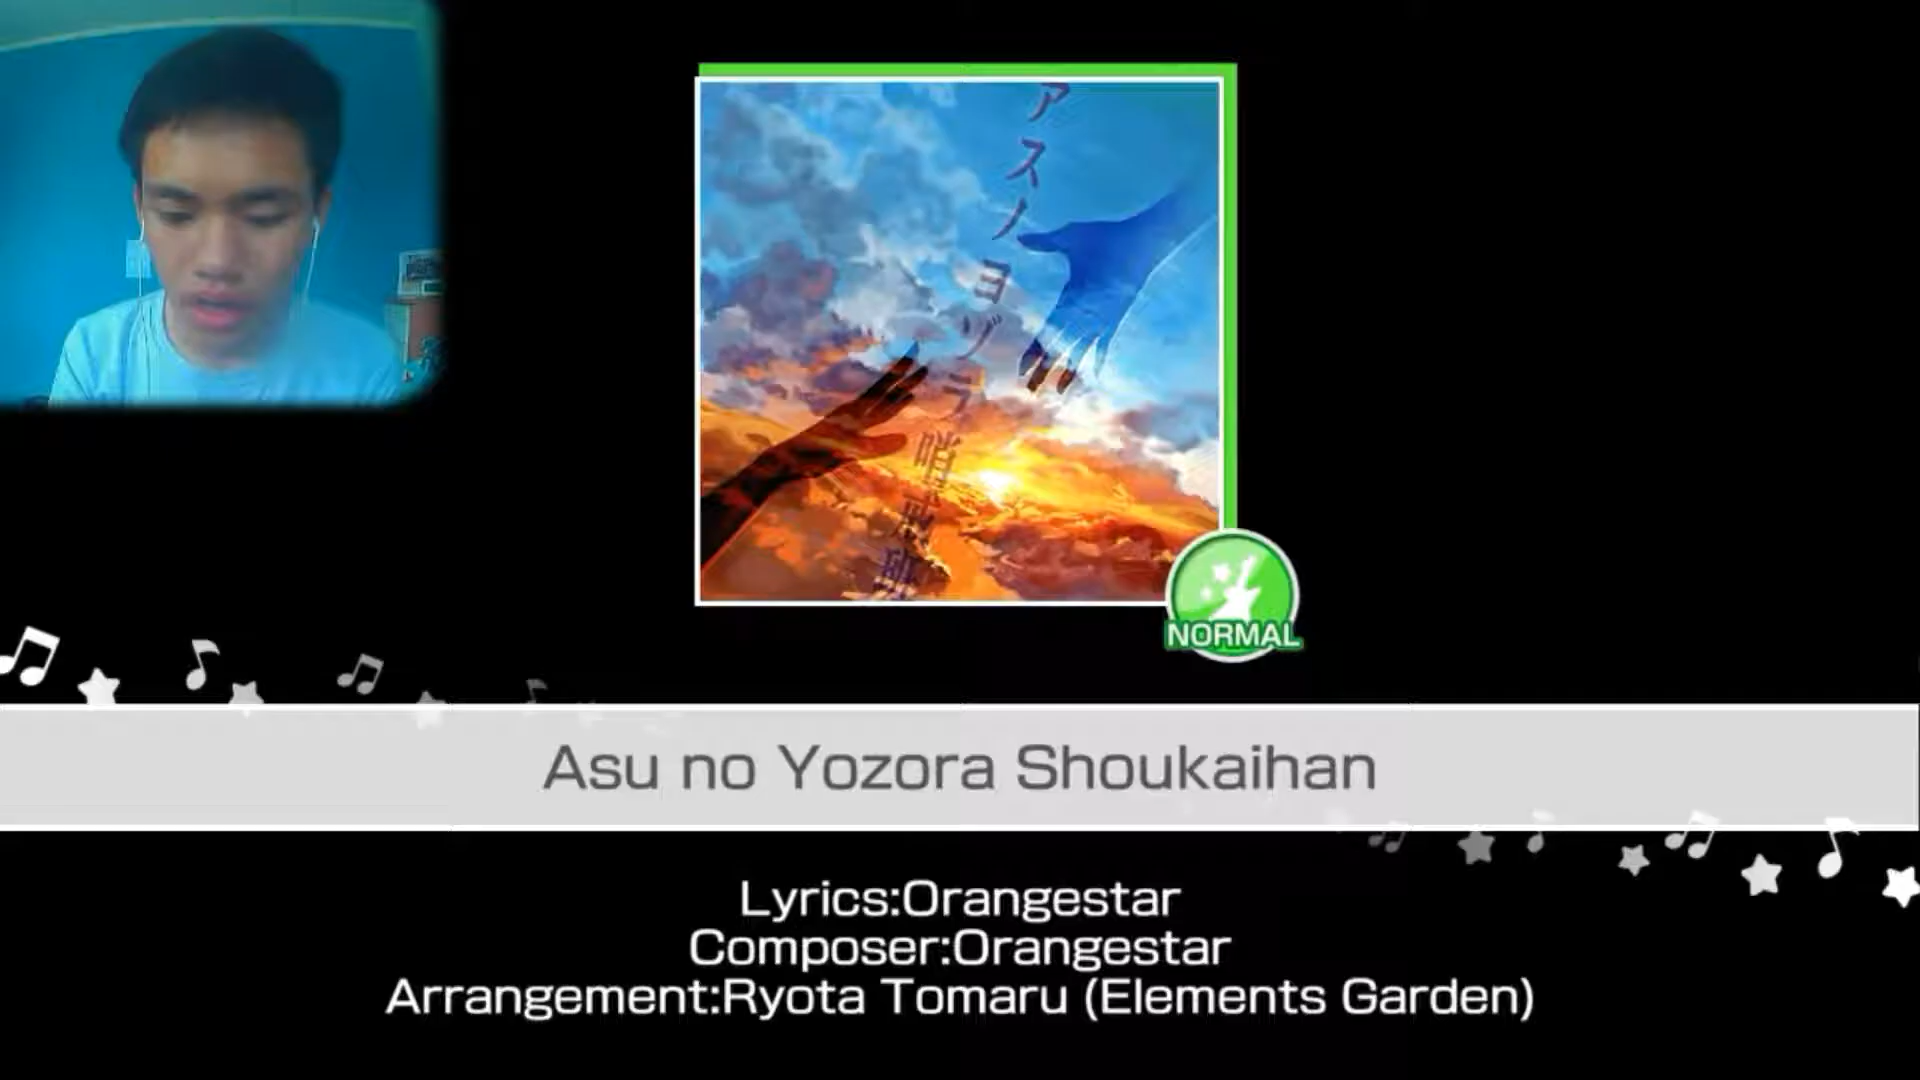 アスノヨゾラ哨戒班
NORMAL
Asu no Yozora Shoukaihan
Lyrics:Orangestar
Composer:Orangestar
Arrangement:Ryota Tomaru (Elements Garden)